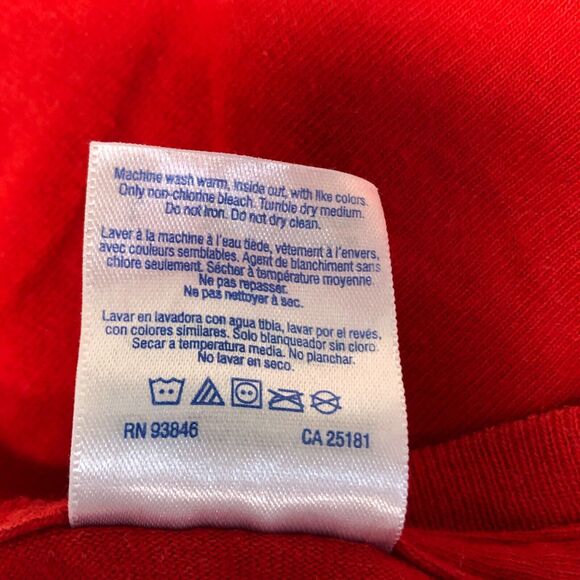 Machine wash warm, inside out, with like colors.
Only non-chlorine bleach. Tumble dry medium.
Do not iron. Do not dry clean.
Laver à la machine à l'eau tiède, vêtement à l'envers,
avec couleurs semblables. Agent de blanchiment sans
chlore seulement. Sécher à température moyenne.
Ne pas repasser.
Ne pas nettoyer à sec.
Lavar en lavadora con agua tibia, lavar por el revés,
con colores similares. Solo blanqueador sin cloro.
Secar a temperatura media. No planchar.
No lavar en seco.
RN 93846 CA 25181